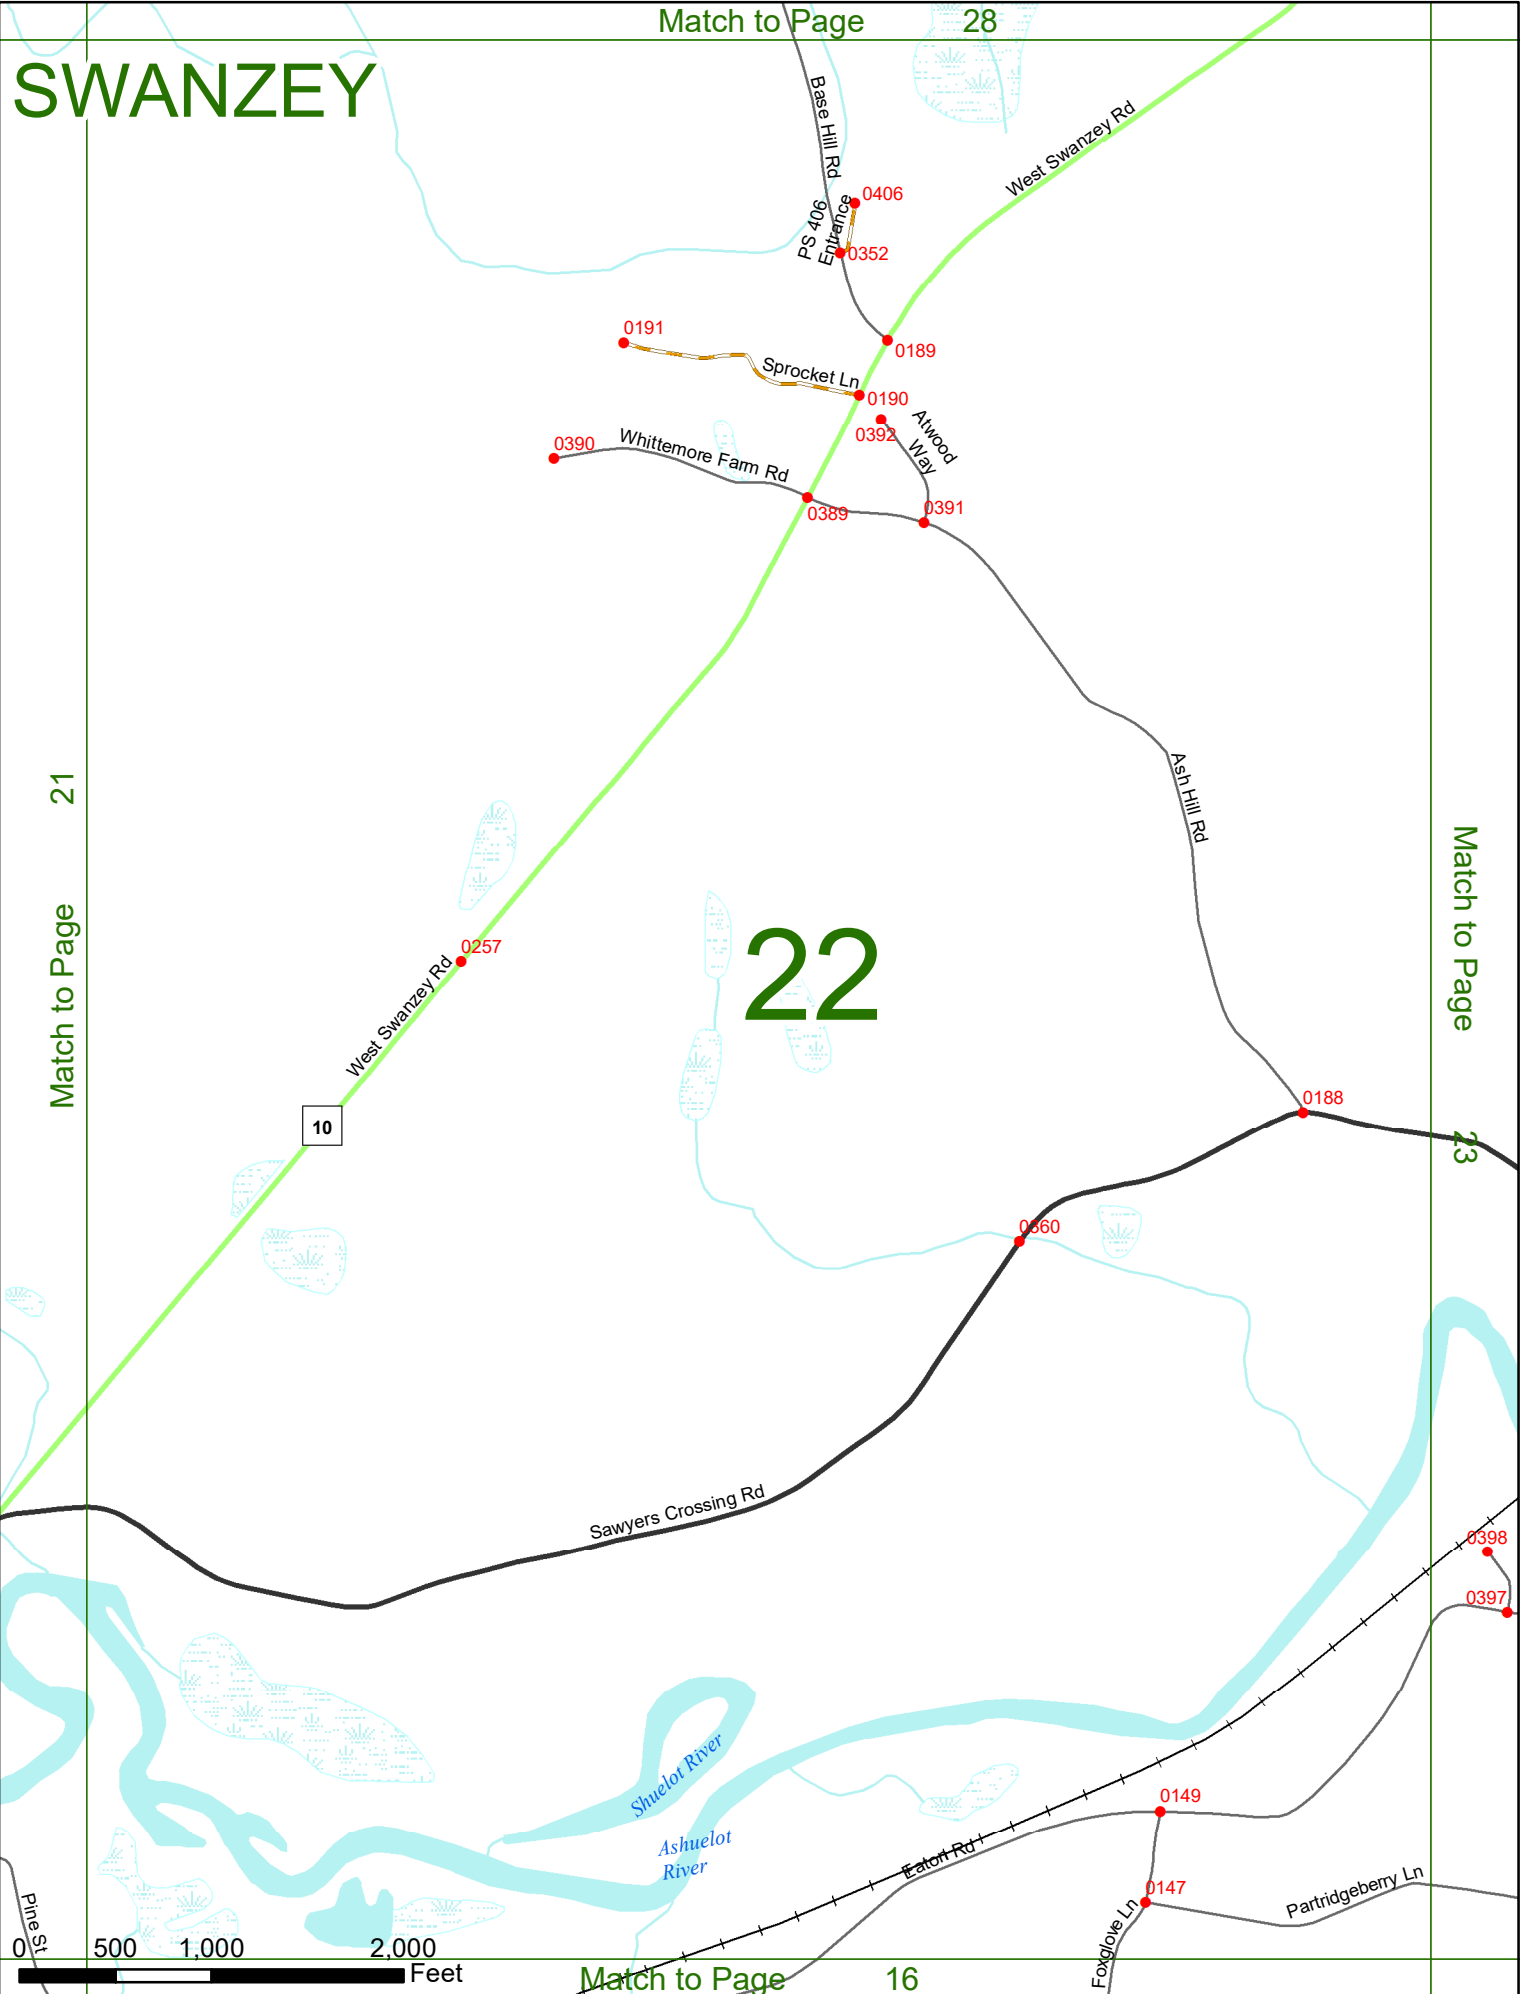 Match to Page 28
SWANZEY
Base Hill Rd
West Swanzey Rd
PS 406
Entrance
0406
0352
0191
0189
Sprocket Ln
0190
0392
Atwood
Way
0390
Whittemore Farm Rd
0389
0391
Match to Page 21
Ash Hill Rd
Match to Page 23
22
0257
West Swanzey Rd
10
0188
0360
Sawyers Crossing Rd
0398
0397
Shuelot River
Ashuelot
River
0149
Eaton Rd
0147
Partridgeberry Ln
Foxglove Ln
Pine St
0 500 1,000 2,000
Feet
Match to Page 16